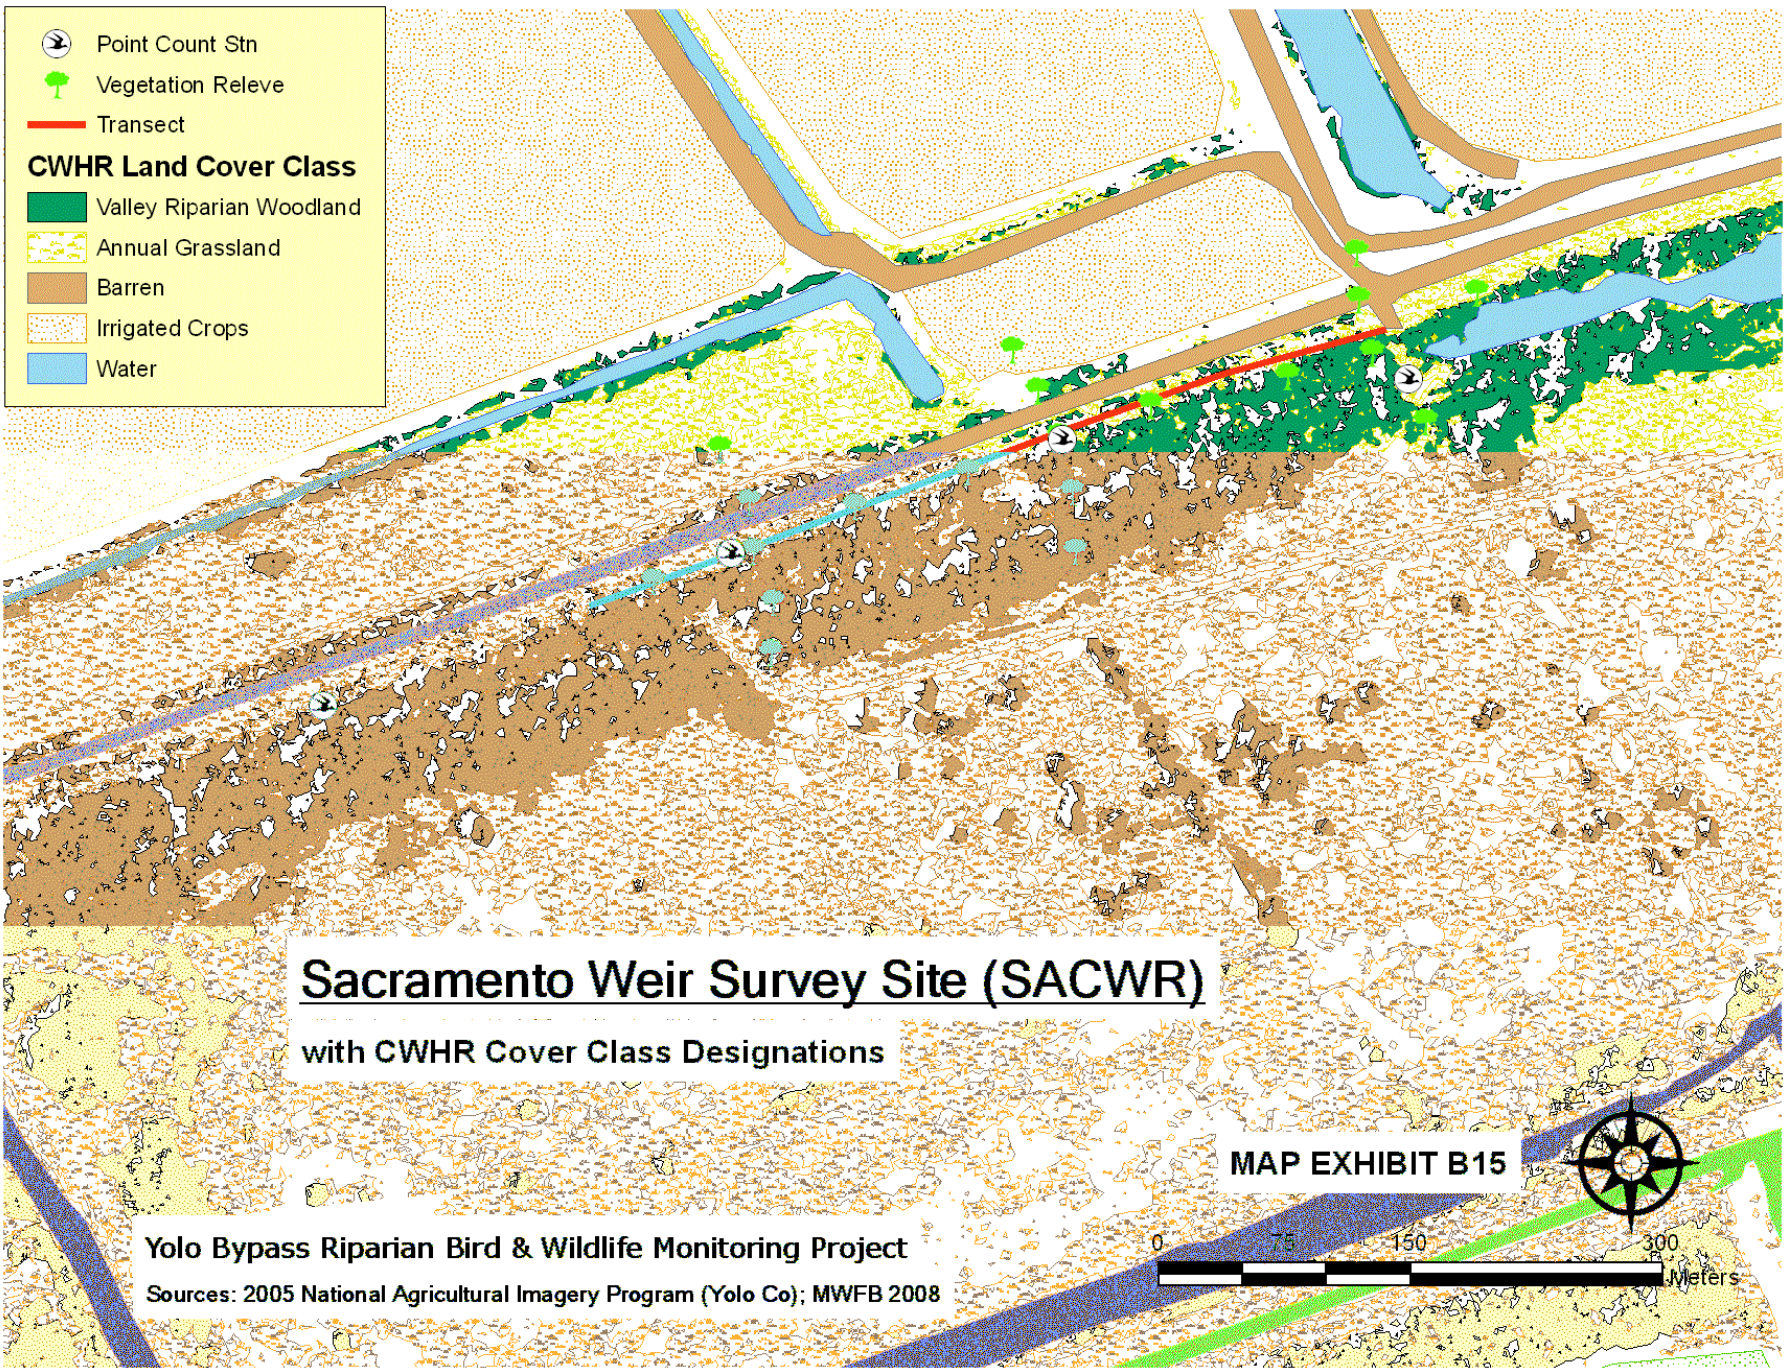 Point Count Stn
Vegetation Releve
Transect
CWHR Land Cover Class
Valley Riparian Woodland
Annual Grassland
Barren
Irrigated Crops
Water
Sacramento Weir Survey Site (SACWR)
with CWHR Cover Class Designations
MAP EXHIBIT B15
Yolo Bypass Riparian Bird & Wildlife Monitoring Project
Sources: 2005 National Agricultural Imagery Program (Yolo Co); MWFB 2008
0 75 150 300
Meters